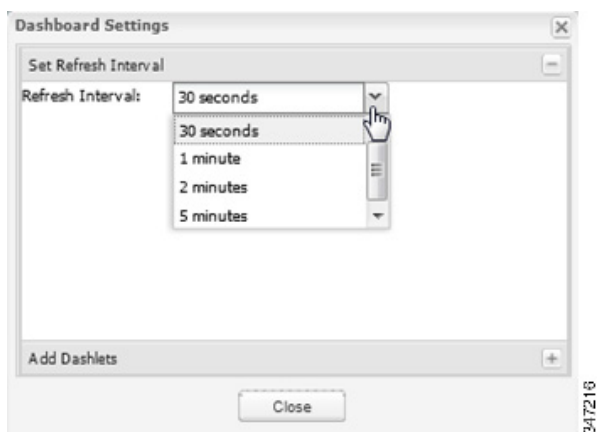 Dashboard Settings
Set Refresh Interval
Refresh Interval: 30 seconds
30 seconds
1 minute
2 minutes
5 minutes
Add Dashlets
Close
347216